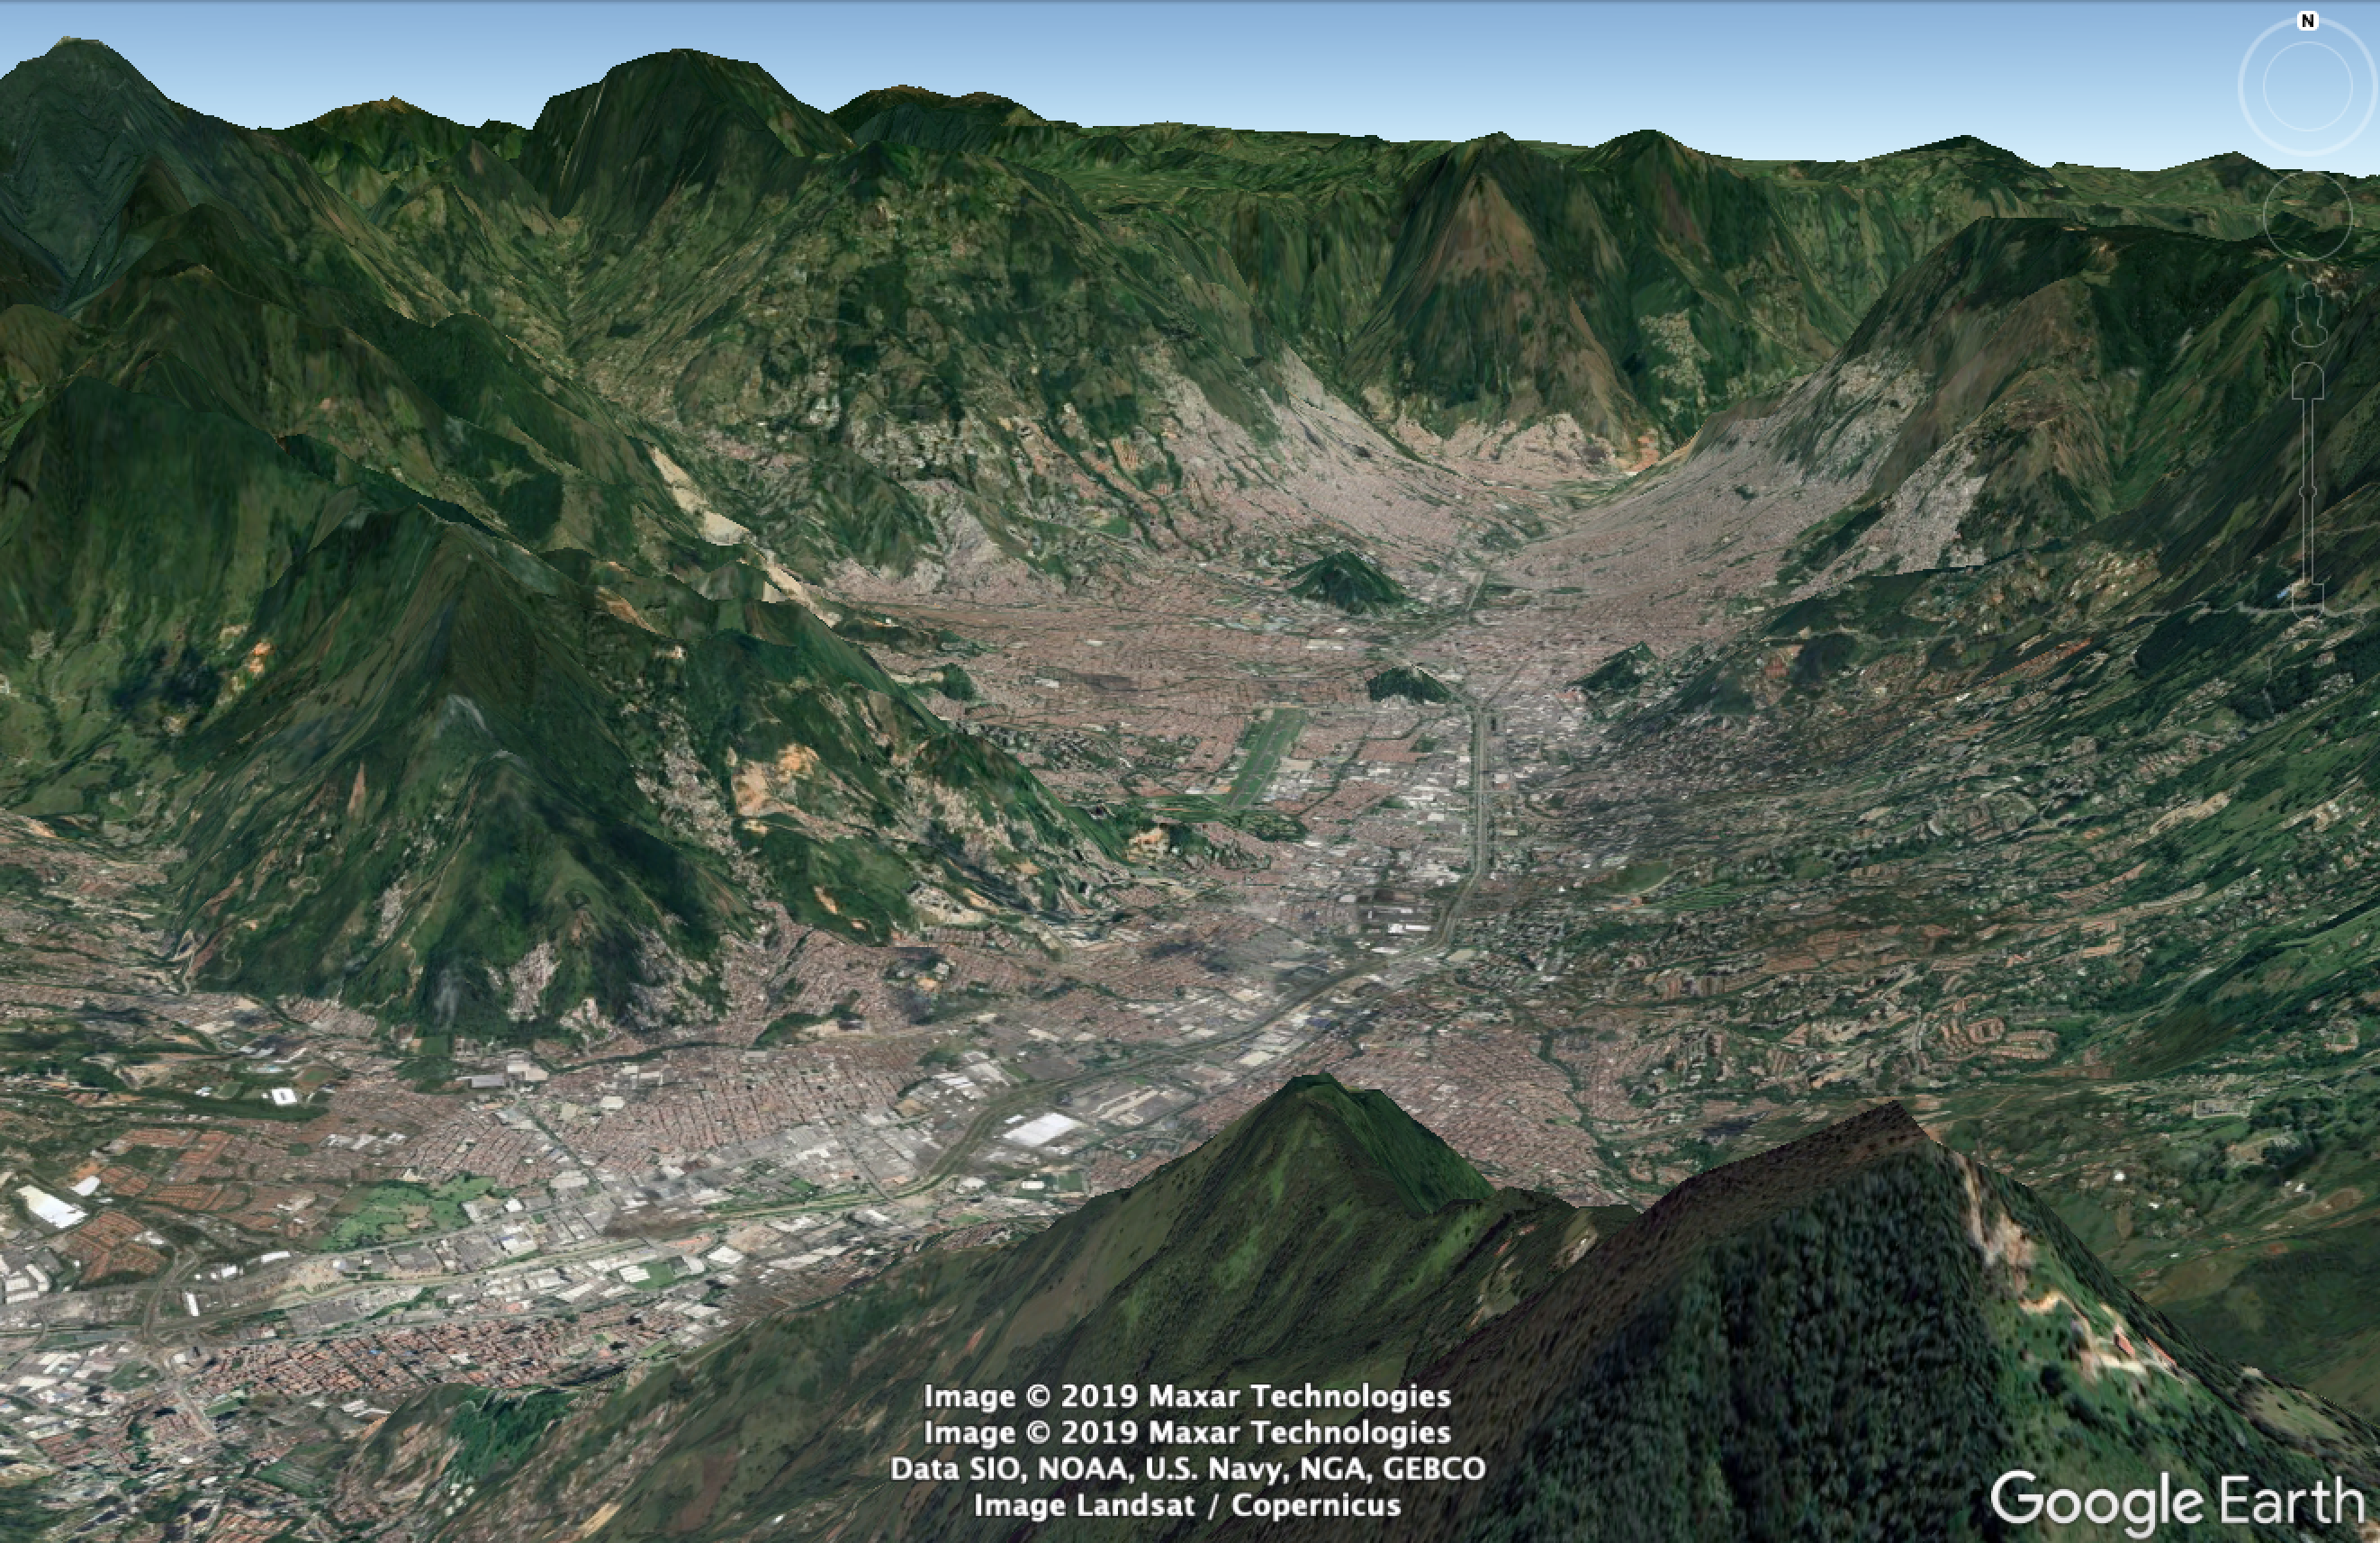 N
Image © 2019 Maxar Technologies
Image © 2019 Maxar Technologies
Data SIO, NOAA, U.S. Navy, NGA, GEBCO
Image Landsat / Copernicus
Google Earth